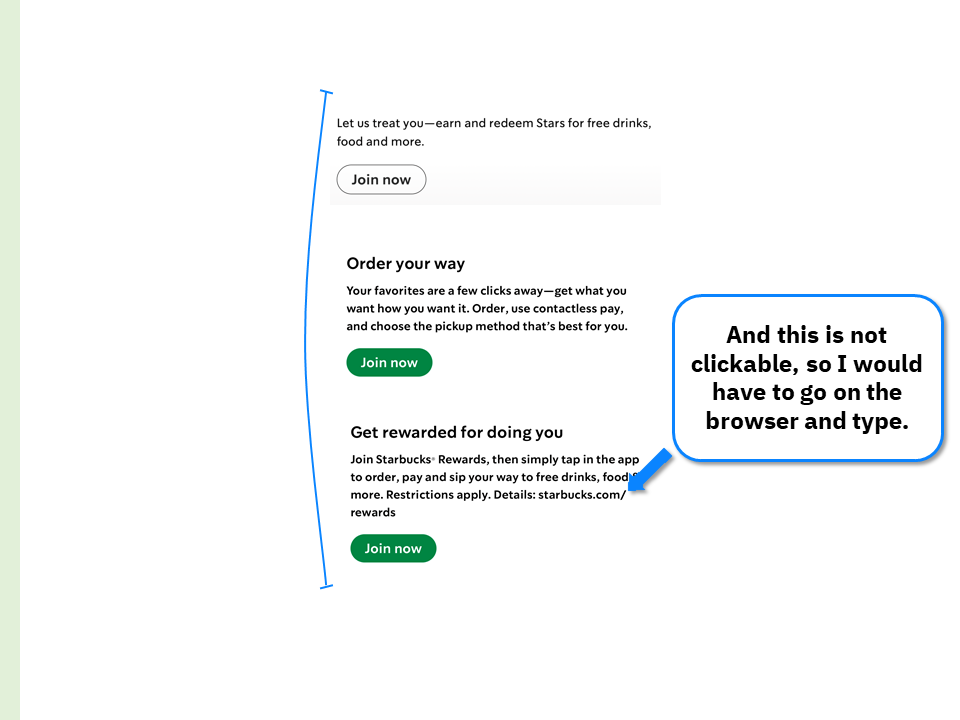 Let us treat you—earn and redeem Stars for free drinks,
food and more.
Join now
Order your way
Your favorites are a few clicks away—get what you
want how you want it. Order, use contactless pay,
and choose the pickup method that's best for you.
Join now
Get rewarded for doing you
Join Starbucks® Rewards, then simply tap in the app
to order, pay and sip your way to free drinks, food &
more. Restrictions apply. Details: starbucks.com/
rewards
Join now
And this is not
clickable, so I would
have to go on the
browser and type.